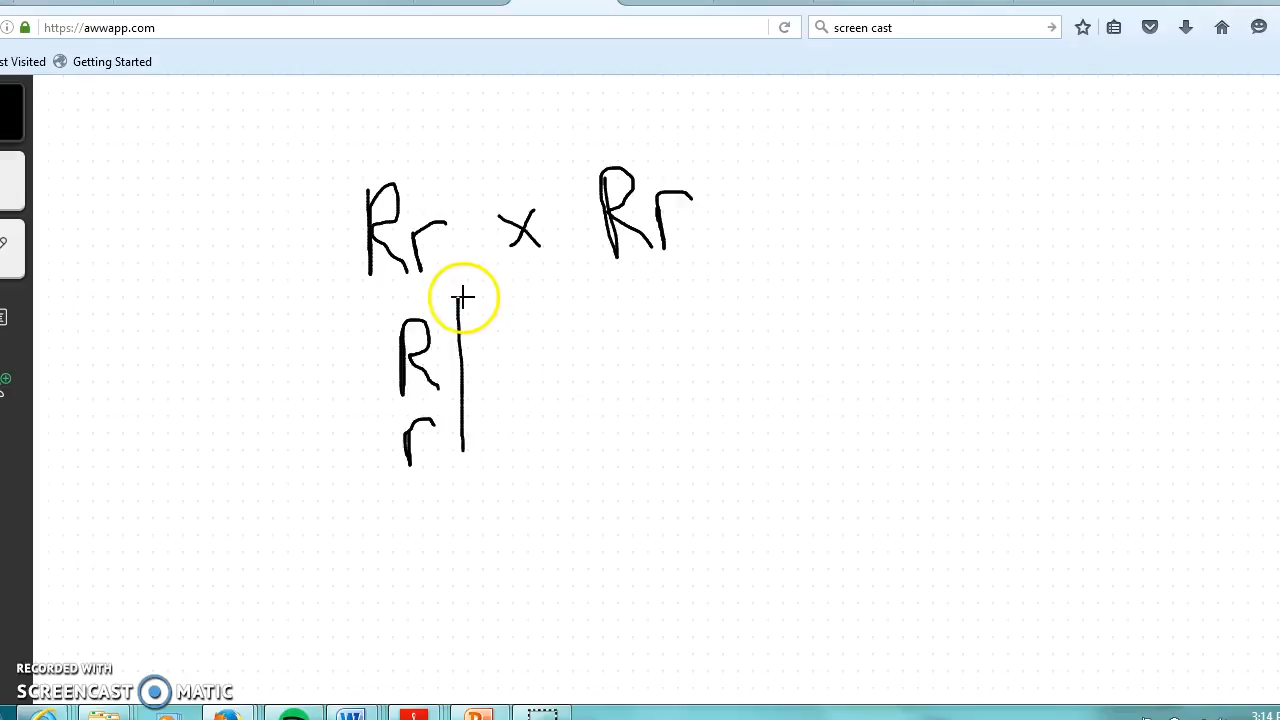 https://awwapp.com
screen cast
st Visited
Getting Started
Rr x Rr
R
r
RECORDED WITH
SCREENCAST MATIC